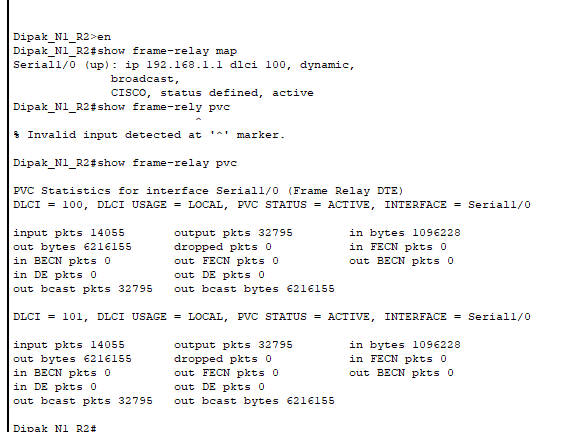 Dipak_N1_R2>en
Dipak_N1_R2#show frame-relay map
Serial1/0 (up): ip 192.168.1.1 dlci 100, dynamic,
broadcast,
CISCO, status defined, active
Dipak_N1_R2#show frame-rely pvc
^
% Invalid input detected at '^' marker.
Dipak_N1_R2#show frame-relay pvc
PVC Statistics for interface Serial1/0 (Frame Relay DTE)
DLCI = 100, DLCI USAGE = LOCAL, PVC STATUS = ACTIVE, INTERFACE = Serial1/0
input pkts 14055 output pkts 32795 in bytes 1096228
out bytes 6216155 dropped pkts 0 in FECN pkts 0
in BECN pkts 0 out FECN pkts 0 out BECN pkts 0
in DE pkts 0 out DE pkts 0
out bcast pkts 32795 out bcast bytes 6216155
DLCI = 101, DLCI USAGE = LOCAL, PVC STATUS = ACTIVE, INTERFACE = Serial1/0
input pkts 14055 output pkts 32795 in bytes 1096228
out bytes 6216155 dropped pkts 0 in FECN pkts 0
in BECN pkts 0 out FECN pkts 0 out BECN pkts 0
in DE pkts 0 out DE pkts 0
out bcast pkts 32795 out bcast bytes 6216155
Dipak_N1_R2#